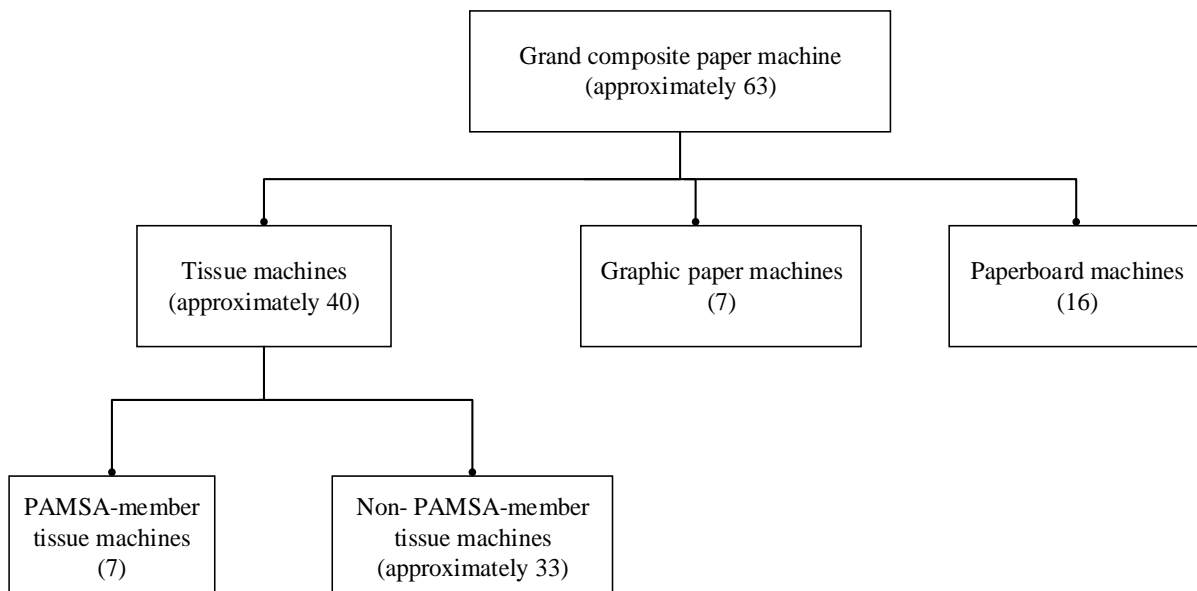 Grand composite paper machine
(approximately 63)
Tissue machines
(approximately 40)
Graphic paper machines
(7)
Paperboard machines
(16)
PAMSA-member
tissue machines
(7)
Non- PAMSA-member
tissue machines
(approximately 33)